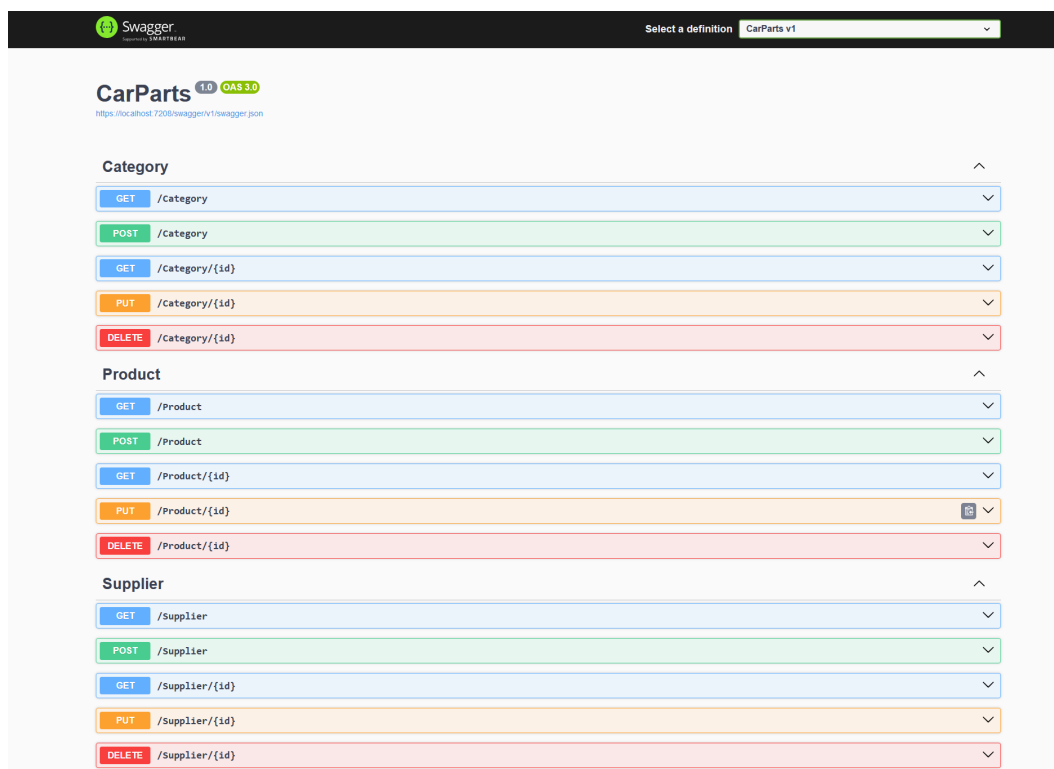 Swagger
Supported by SMARTBEAR
Select a definition CarParts v1
CarParts 1.0 OAS 3.0
https://localhost:7208/swagger/v1/swagger.json
Category
GET /Category
POST /Category
GET /Category/{id}
PUT /Category/{id}
DELETE /Category/{id}
Product
GET /Product
POST /Product
GET /Product/{id}
PUT /Product/{id}
DELETE /Product/{id}
Supplier
GET /Supplier
POST /Supplier
GET /Supplier/{id}
PUT /Supplier/{id}
DELETE /Supplier/{id}